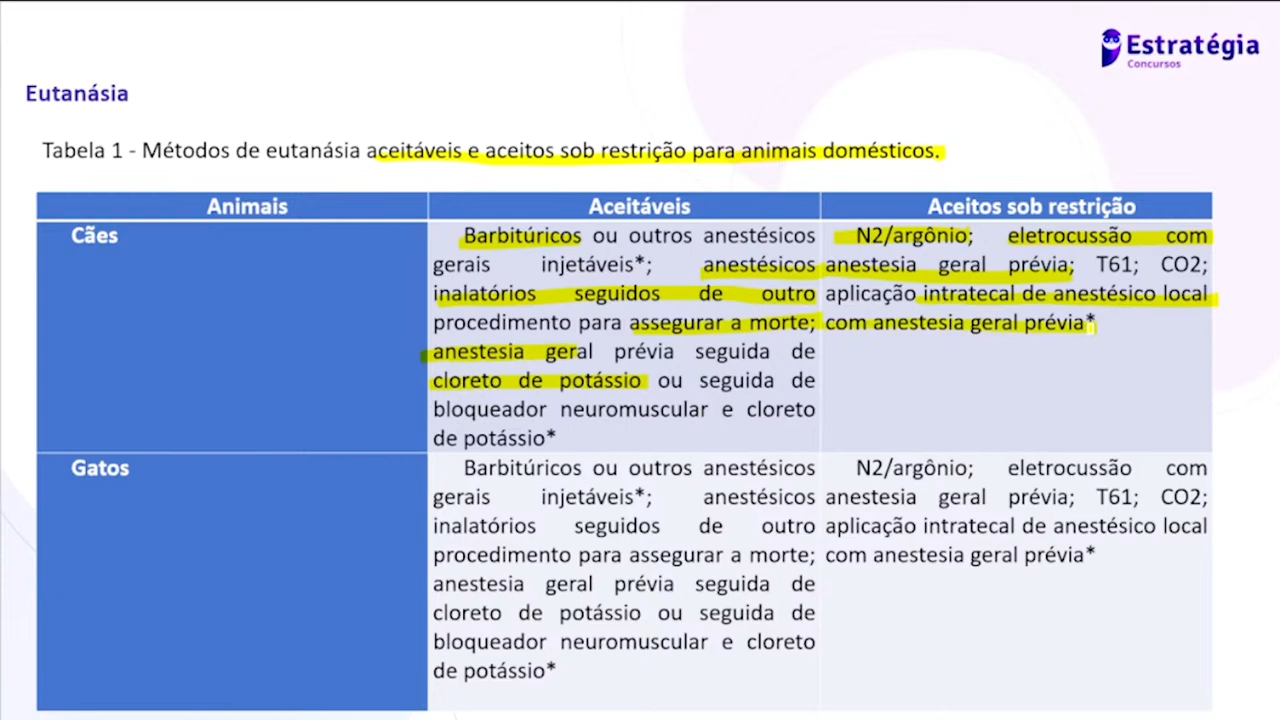 Estratégia
Concursos
Eutanásia
Tabela 1 - Métodos de eutanásia aceitáveis e aceitos sob restrição para animais domésticos.
Animais
Aceitáveis
Aceitos sob restrição
Cães
Barbitúricos ou outros anestésicos
gerais injetáveis*; anestésicos
inalatórios seguidos de outro
procedimento para assegurar a morte;
anestesia geral prévia seguida de
cloreto de potássio ou seguida de
bloqueador neuromuscular e cloreto
de potássio*
N2/argônio; eletrocussão com
anestesia geral prévia; T61; CO2;
aplicação intratecal de anestésico local
com anestesia geral prévia*
Gatos
Barbitúricos ou outros anestésicos
gerais injetáveis*; anestésicos
inalatórios seguidos de outro
procedimento para assegurar a morte;
anestesia geral prévia seguida de
cloreto de potássio ou seguida de
bloqueador neuromuscular e cloreto
de potássio*
N2/argônio; eletrocussão com
anestesia geral prévia; T61; CO2;
aplicação intratecal de anestésico local
com anestesia geral prévia*